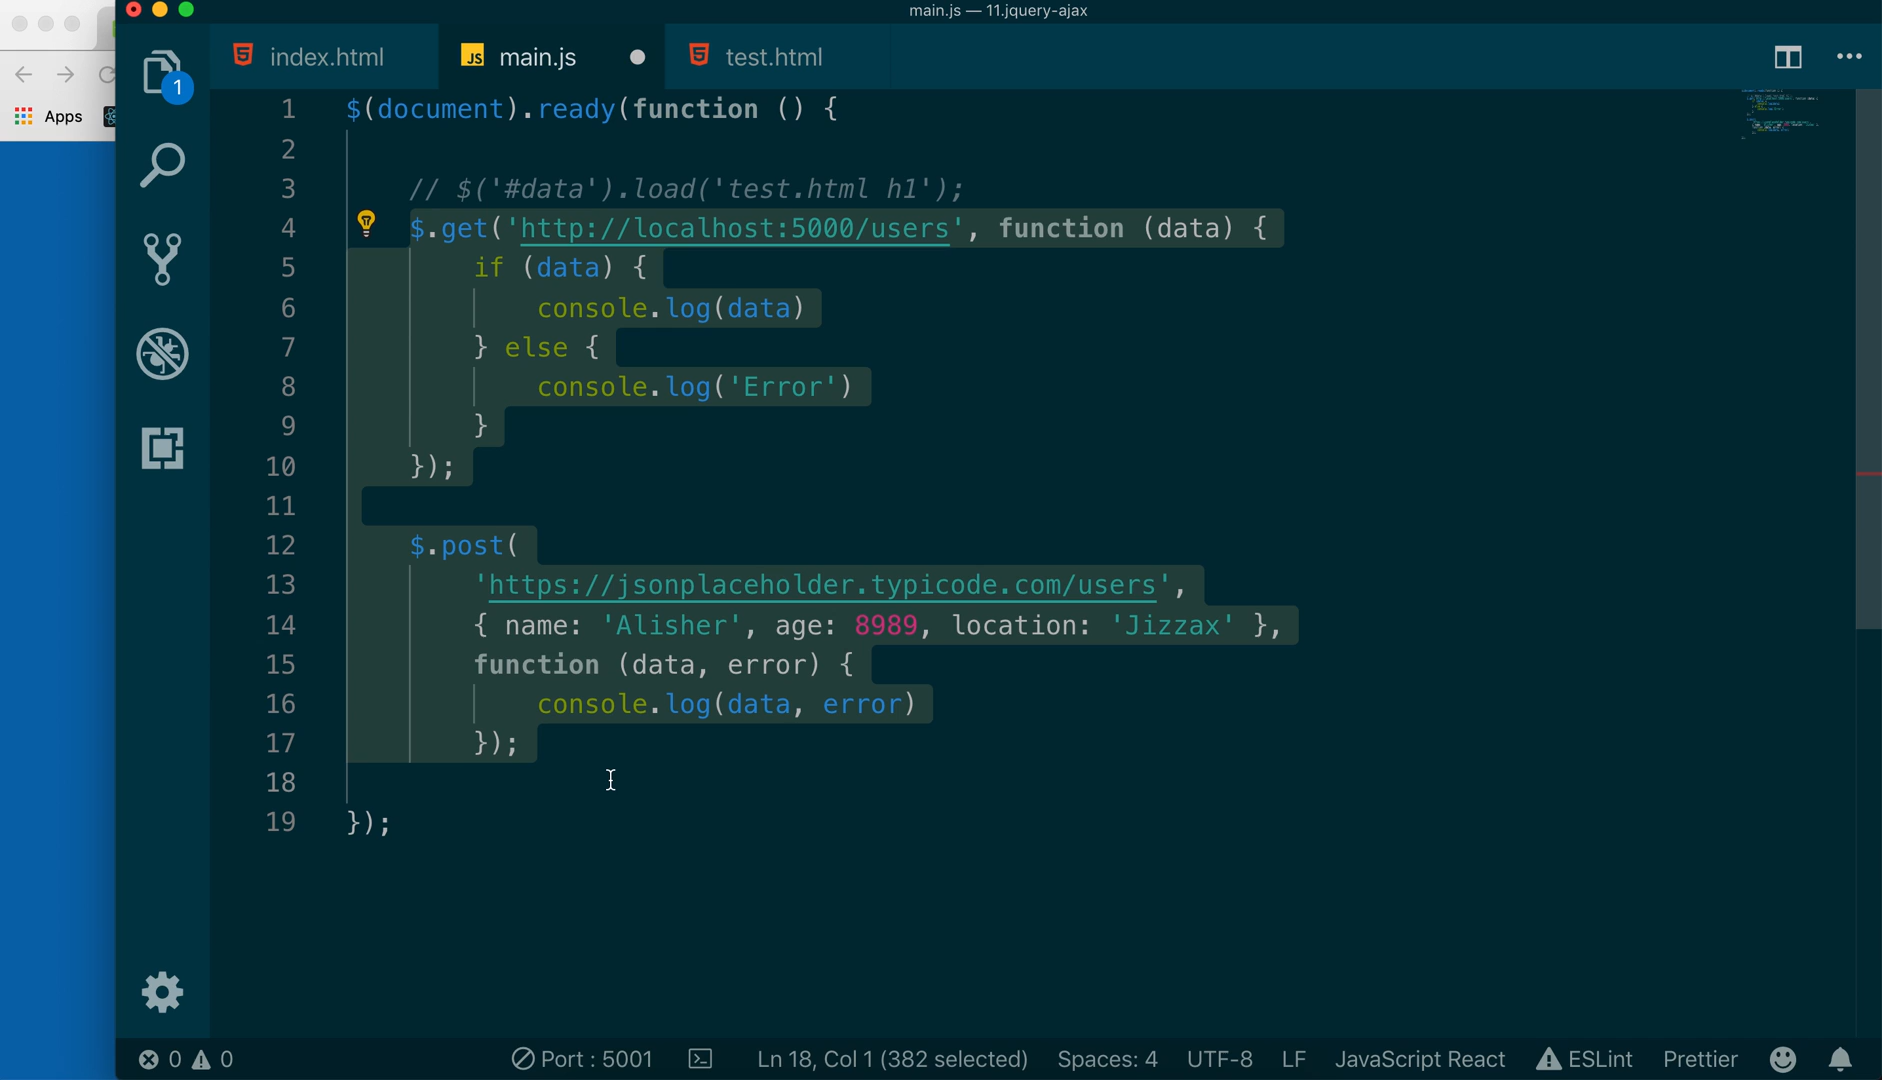 main.js — 11.jquery-ajax
index.html
main.js
test.html
1
Apps
1 $(document).ready(function () {
2
3 // $('#data').load('test.html h1');
4 $.get('http://localhost:5000/users', function (data) {
5 if (data) {
6 console.log(data)
7 } else {
8 console.log('Error')
9 }
10 });
11
12 $.post(
13 'https://jsonplaceholder.typicode.com/users',
14 { name: 'Alisher', age: 8989, location: 'Jizzax' },
15 function (data, error) {
16 console.log(data, error)
17 });
18
19 });
0 0 Port : 5001 Ln 18, Col 1 (382 selected) Spaces: 4 UTF-8 LF JavaScript React ESLint Prettier